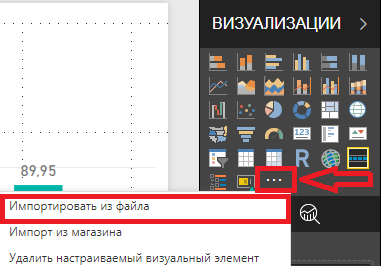 ВИЗУАЛИЗАЦИИ
123
R
89,95
Импортировать из файла
Импорт из магазина
Удалить настраиваемый визуальный элемент